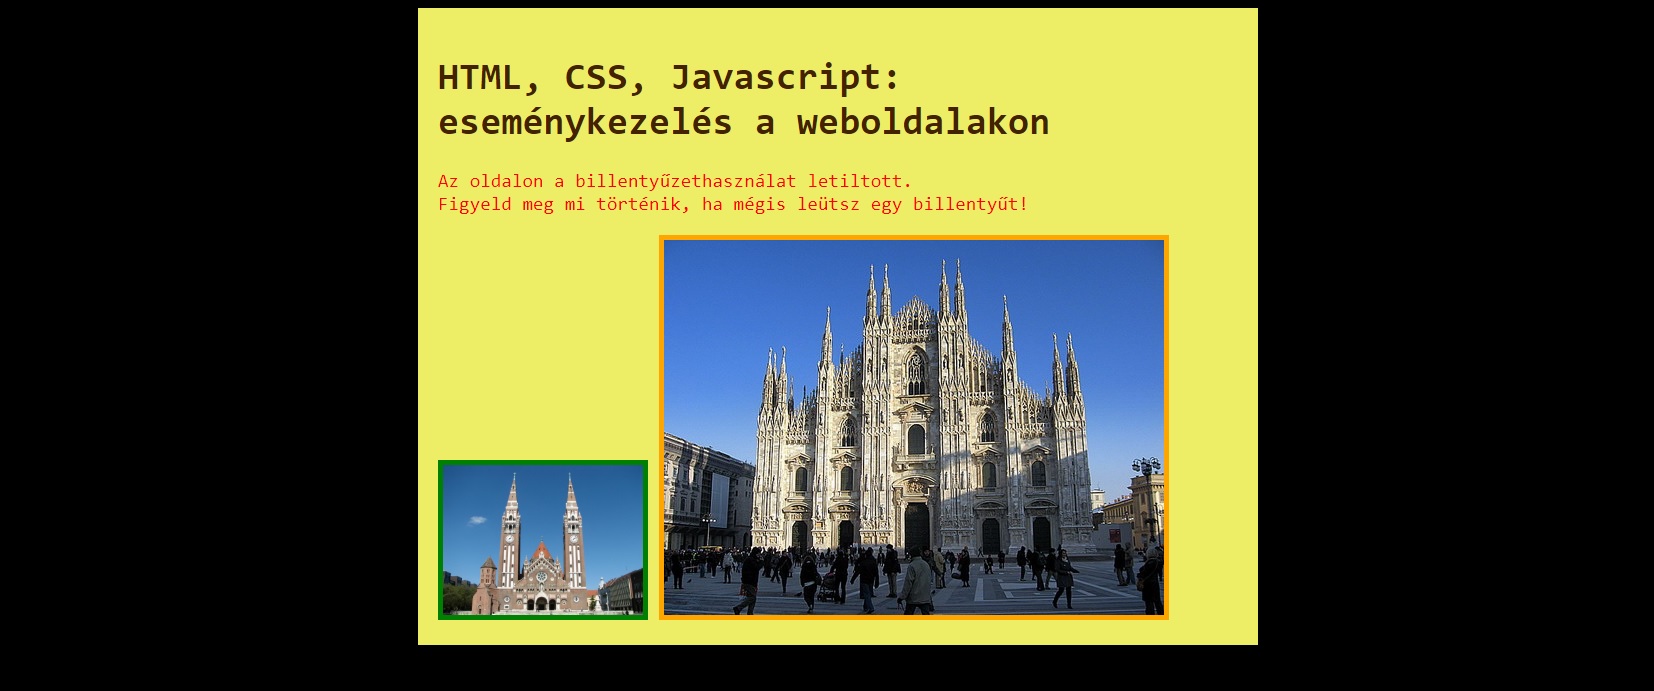 HTML, CSS, Javascript:
eseménykezelés a weboldalakon
Az oldalon a billentyűzethasználat letiltott.
Figyeld meg mi történik, ha mégis leütsz egy billentyűt!